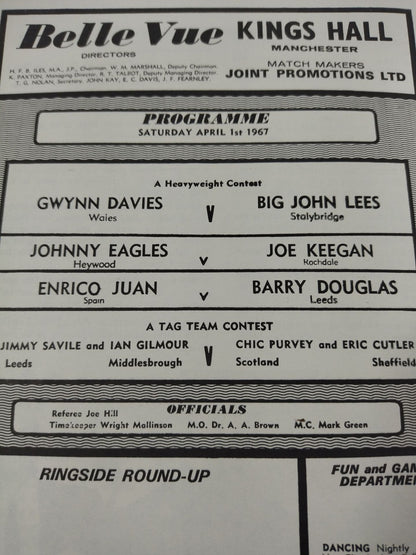 Belle Vue KINGS HALL
DIRECTORS
MANCHESTER
H. F. B. ILES, M.A., J.P., Chairman. W. M. MARSHALL, Deputy Chairman.
K. PAXTON, Managing Director. R. T. TALBOT, Deputy Managing Director.
T. G. NOLAN, Secretary. JOHN KAY, E. C. DAVIS, J. F. FEARNLEY.
MATCH MAKERS
JOINT PROMOTIONS LTD
PROGRAMME
SATURDAY APRIL 1st 1967
A Heavyweight Contest
GWYNN DAVIES V BIG JOHN LEES
Wales Stalybridge
JOHNNY EAGLES v JOE KEEGAN
Heywood Rochdale
ENRICO JUAN v BARRY DOUGLAS
Spain Leeds
A TAG TEAM CONTEST
JIMMY SAVILE and IAN GILMOUR V CHIC PURVEY and ERIC CUTLER
Leeds Middlesbrough Scotland Sheffield
OFFICIALS
Referee Joe Hill
Timekeeper Wright Mallinson M.O. Dr. A. A. Brown M.C. Mark Green
RINGSIDE ROUND-UP
FUN and GAM
DEPARTMEN
DANCING Nightly